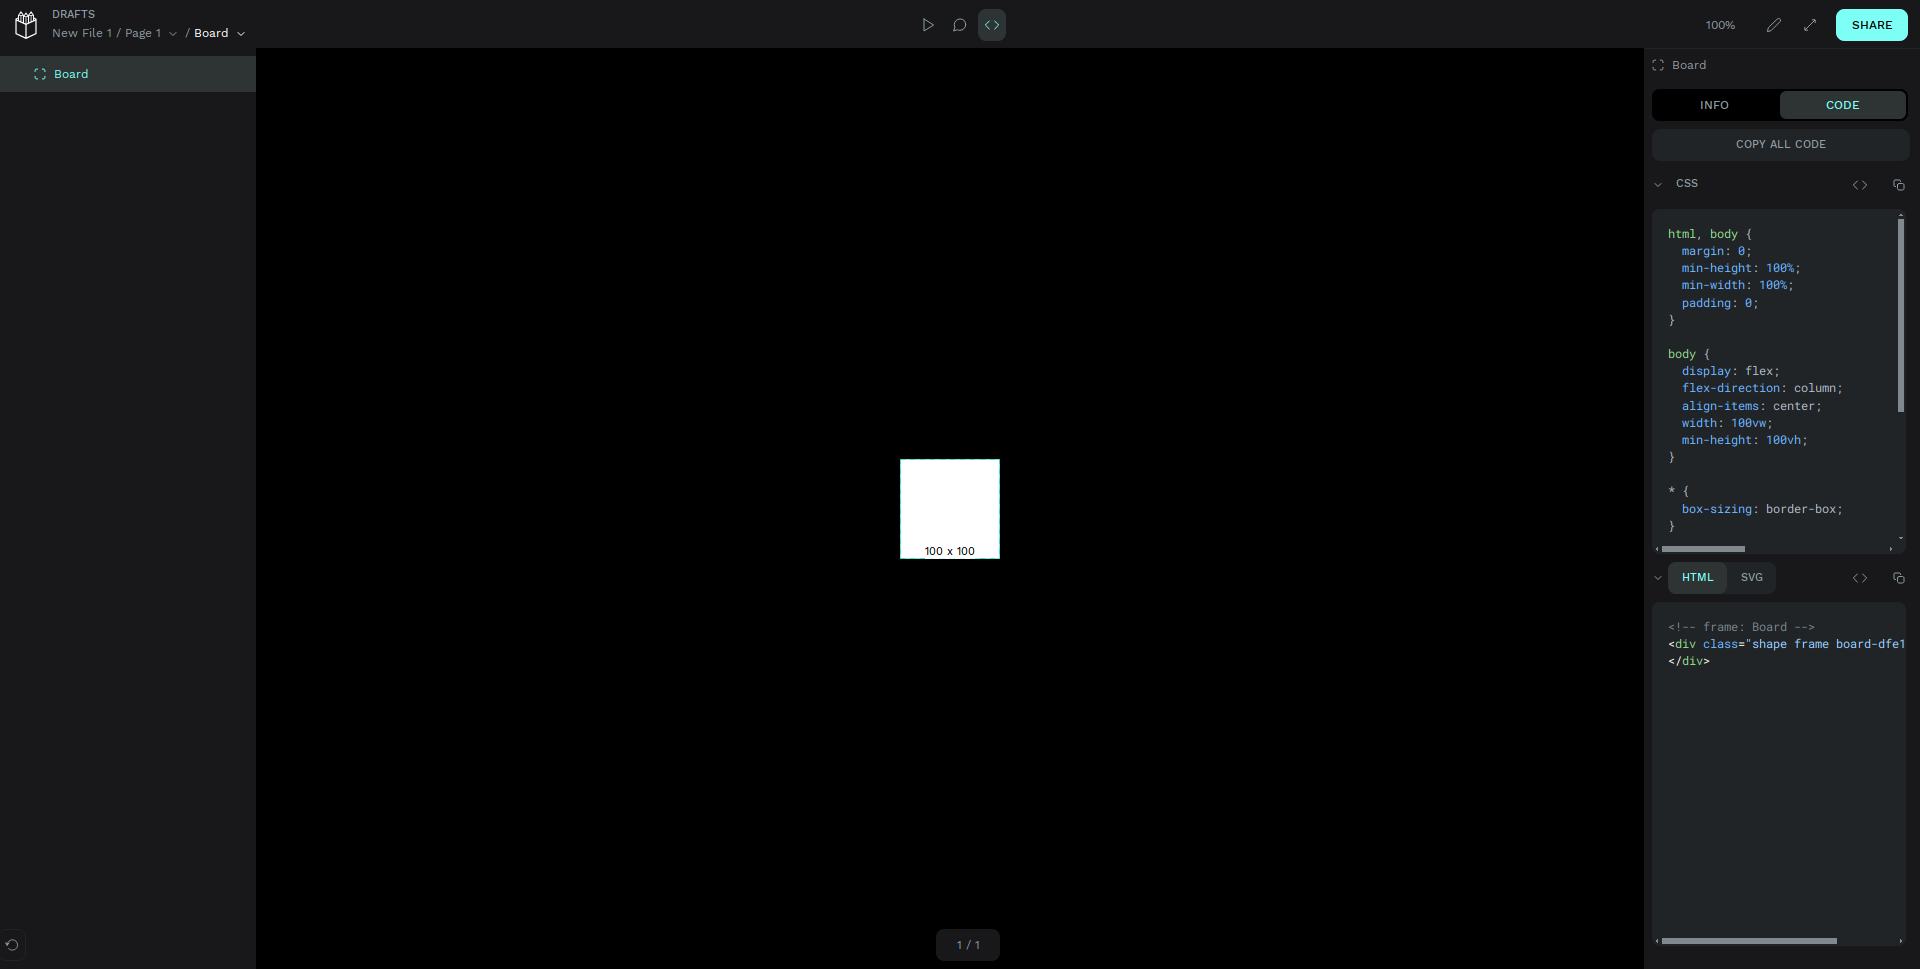 DRAFTS
New File 1 / Page 1 / Board
100%
SHARE
Board
Board
INFO
CODE
COPY ALL CODE
CSS
html, body {
  margin: 0;
  min-height: 100%;
  min-width: 100%;
  padding: 0;
}
body {
  display: flex;
  flex-direction: column;
  align-items: center;
  width: 100vw;
  min-height: 100vh;
}
* {
  box-sizing: border-box;
}
100 x 100
HTML
SVG
<!-- frame: Board -->
<div class="shape frame board-dfe1
</div>
1 / 1